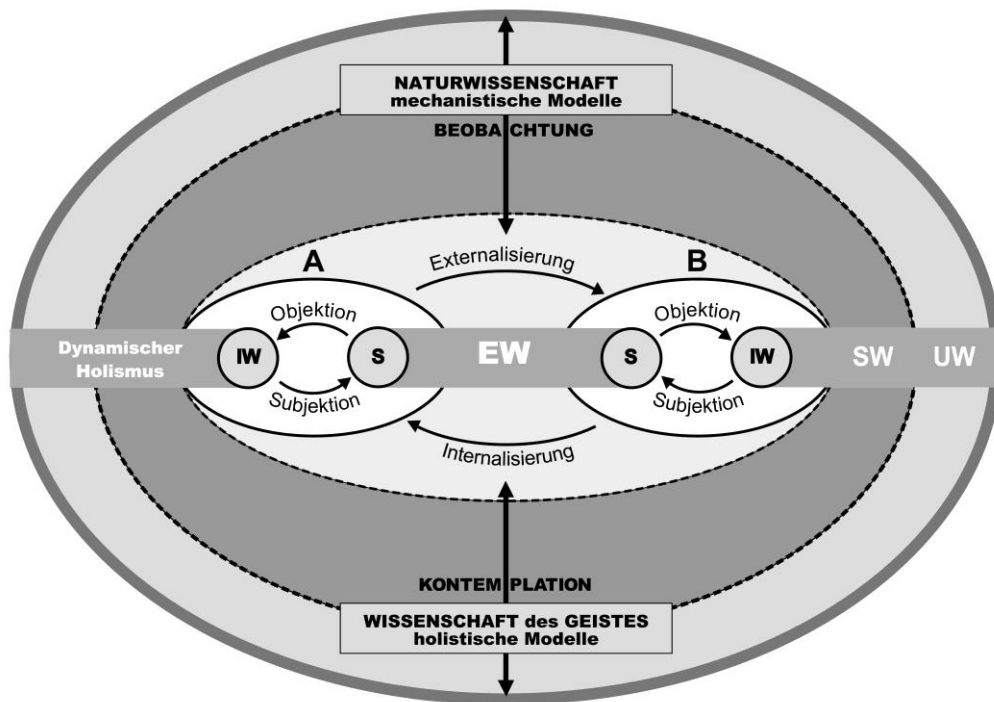 NATURWISSENSCHAFT
mechanistische Modelle
BEOBACHTUNG
A
Externalisierung
B
Objektion
Objektion
Dynamischer
Holismus
IW
S
EW
S
IW
SW
UW
Subjektion
Subjektion
Internalisierung
KONTEMPLATION
WISSENSCHAFT des GEISTES
holistische Modelle